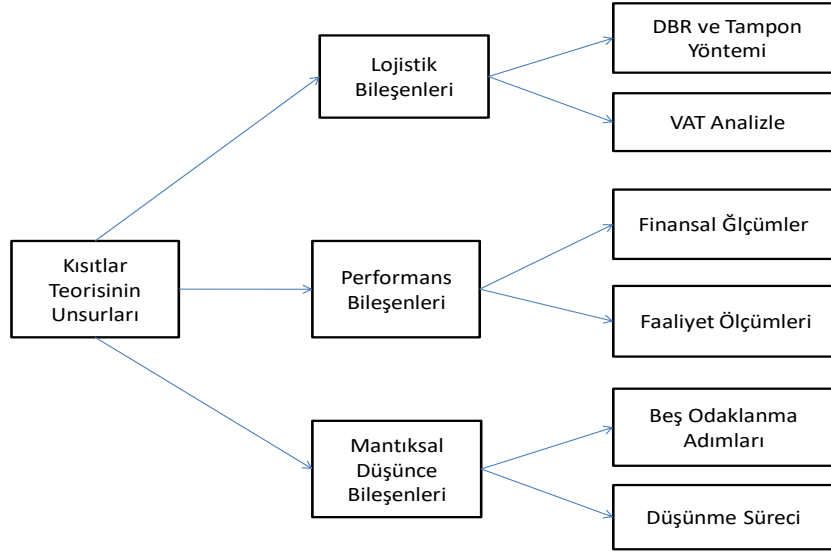 Kısıtlar
Teorisinin
Unsurları
Lojistik
Bileşenleri
DBR ve Tampon
Yöntemi
VAT Analizle
Performans
Bileşenleri
Finansal Ğlçümler
Faaliyet Ölçümleri
Mantıksal
Düşünce
Bileşenleri
Beş Odaklanma
Adımları
Düşünme Süreci